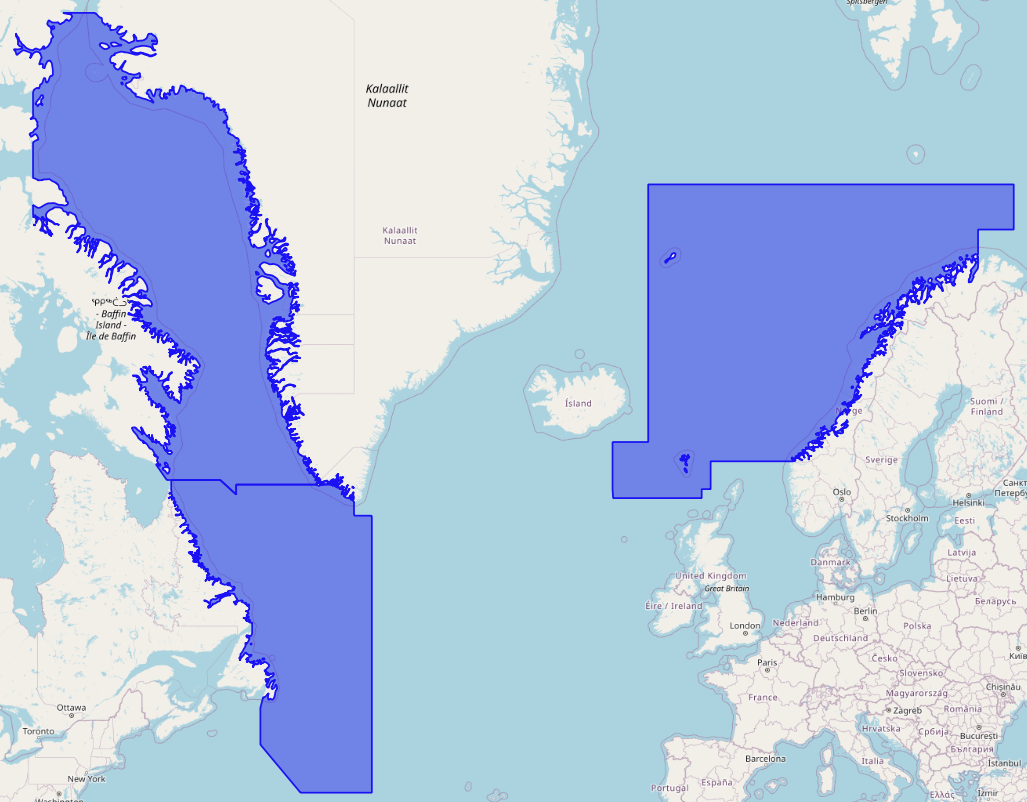 Spitsbergen
Kalaallit
Nunaat
Kalaallit
Nunaat
- Baffin
Island -
Île de Baffin
Ísland
Norge
Suomi /
Finland
Sverige
Oslo
Helsinki
Санкт-
Петербу
Stockholm
Eesti
Latvija
Danmark
Lietuva
United Kingdom
Great Britain
Hamburg
Беларусь
Éire / Ireland
Berlin
London
Nederland
Polska
Deutschland
Київ
Paris
Česko
Slovensko
Chișinău
France
Magyarország
Ottawa
Zagreb
România
Toronto
Hrvatska
Србија
București
България
Barcelona
Italia
İstanbul
New York
Portugal
España
Ελλάς
İzmir
Washington